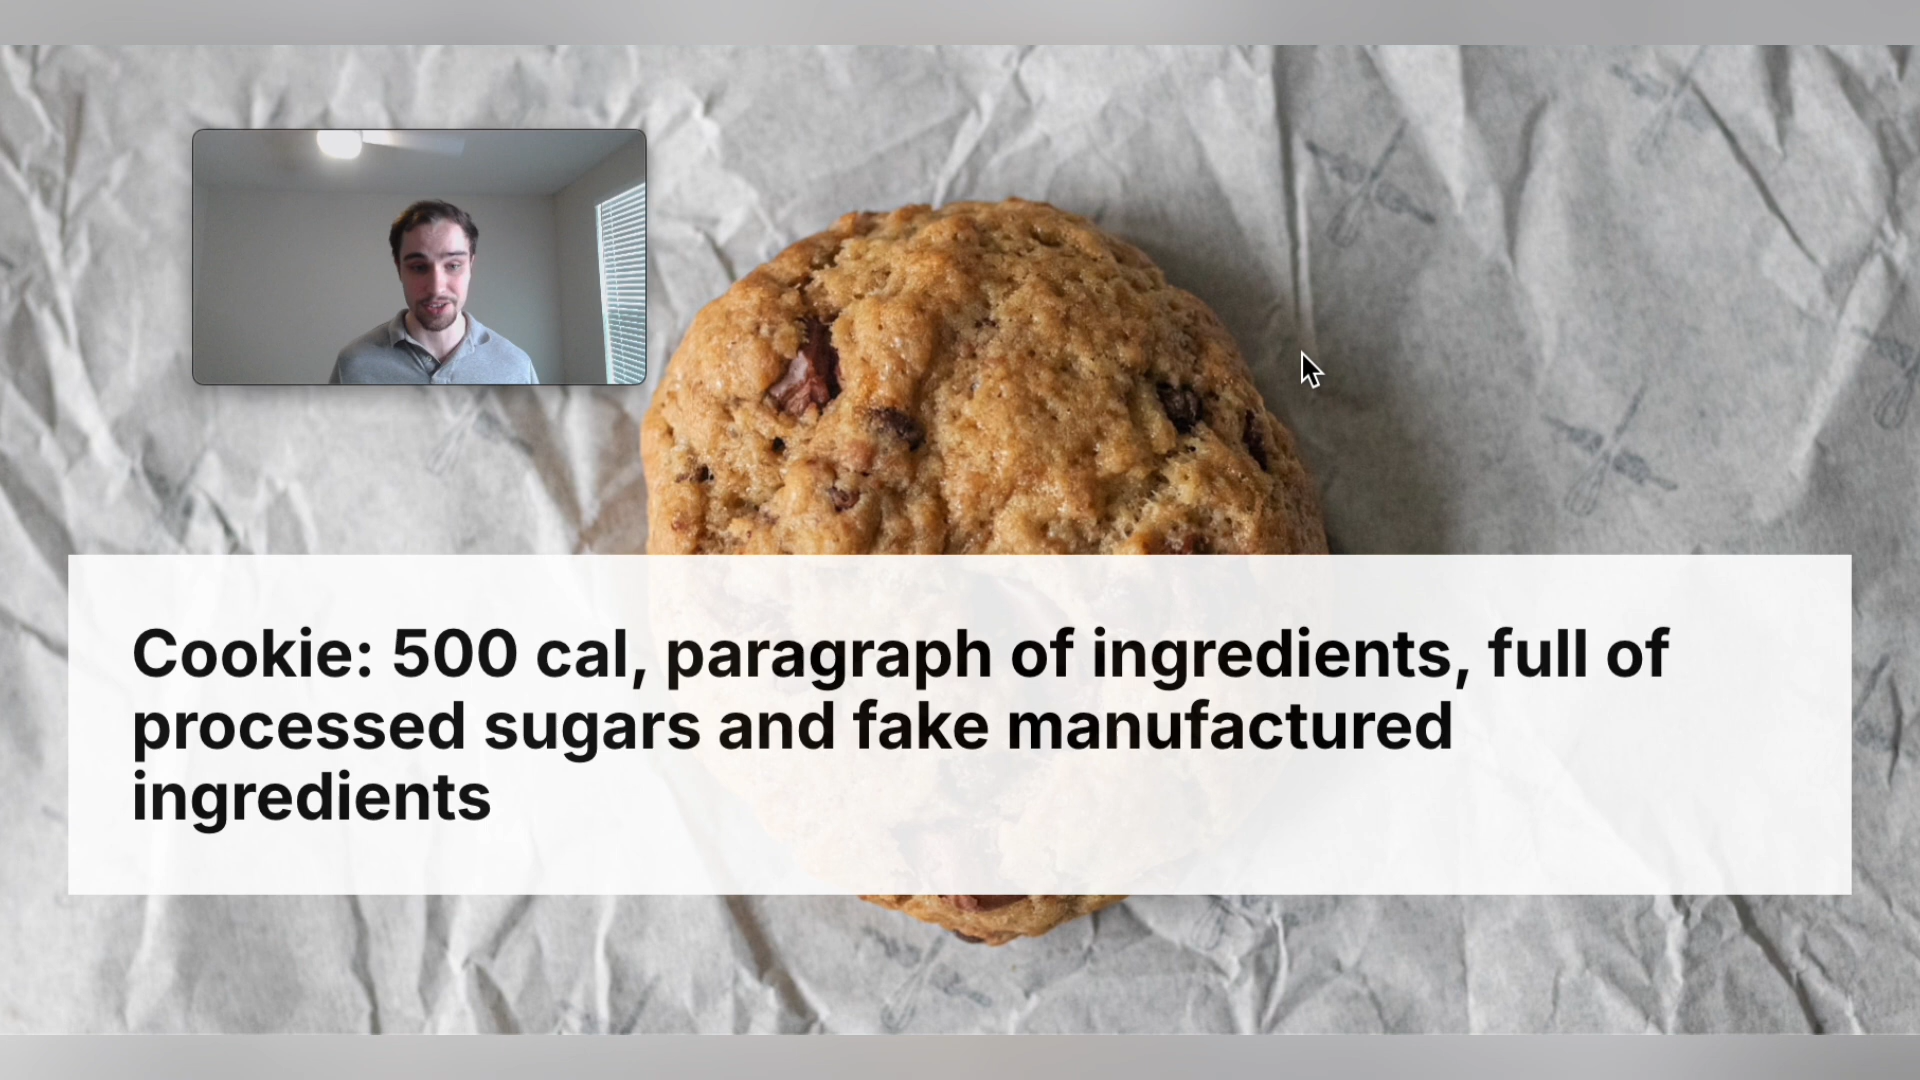 Cookie: 500 cal, paragraph of ingredients, full of
processed sugars and fake manufactured
ingredients